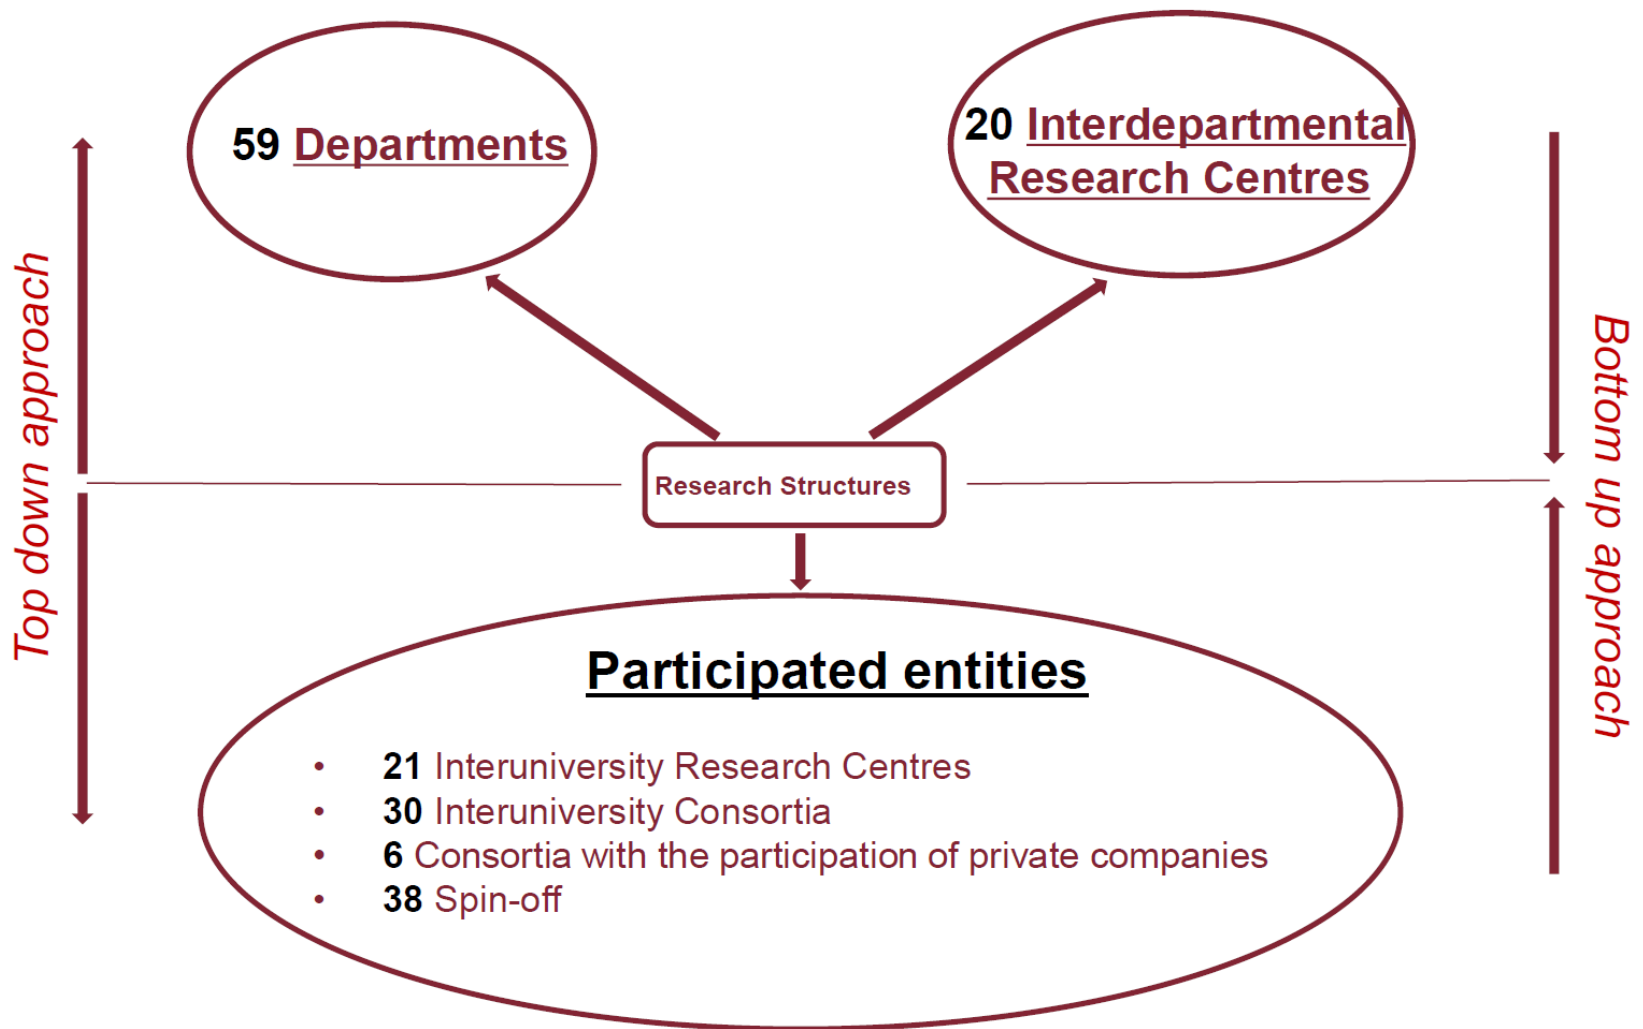 59 Departments
20 Interdepartmental
Research Centres
Top down approach
Bottom up approach
Research Structures
Participated entities
• 21 Interuniversity Research Centres
• 30 Interuniversity Consortia
• 6 Consortia with the participation of private companies
• 38 Spin-off